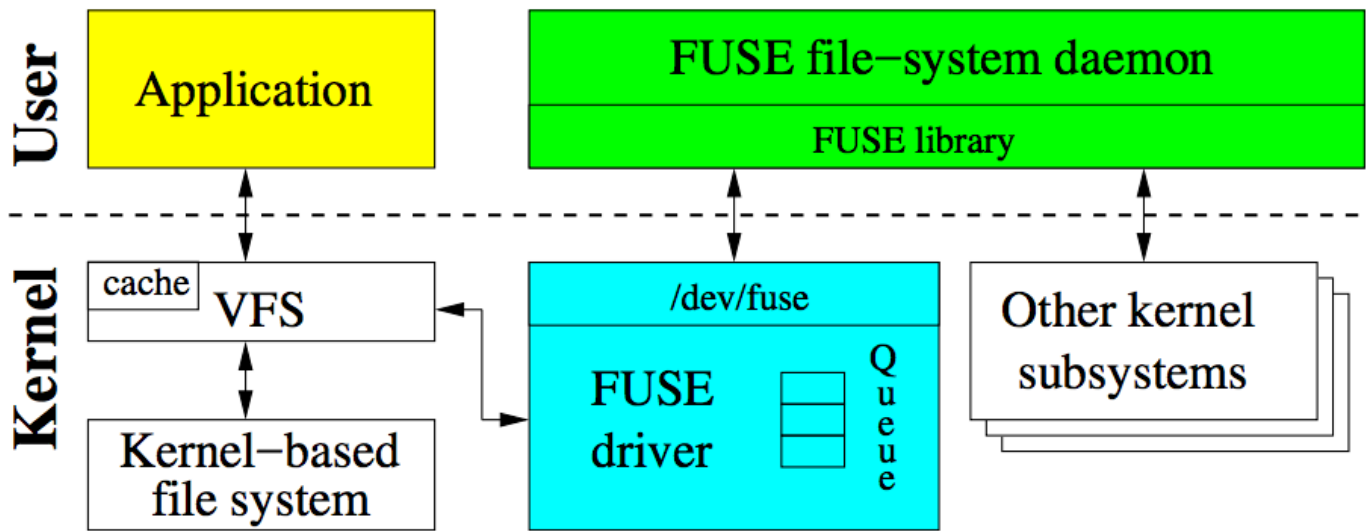 User
Application
FUSE file−system daemon
FUSE library
Kernel
cache
VFS
Kernel−based
file system
/dev/fuse
FUSE
driver
Queue
Other kernel
subsystems